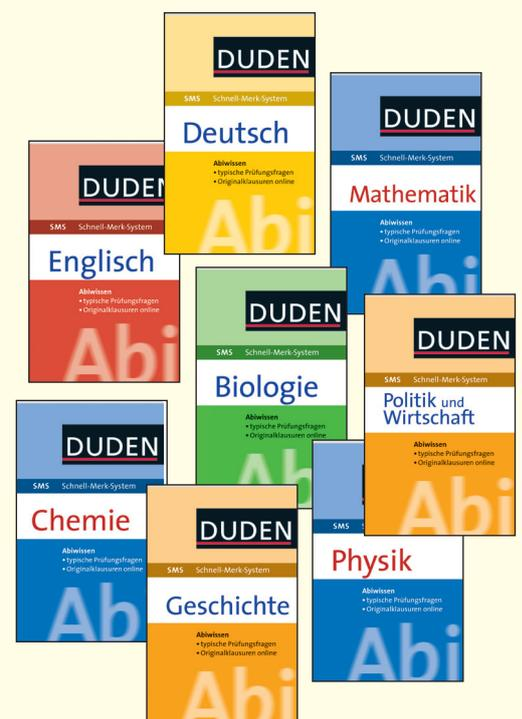 DUDEN
SMS Schnell-Merk-System
Deutsch
Abiwissen
• typische Prüfungsfragen
• Originalklausuren online
Abi
DUDEN
SMS Schnell-Merk-System
Mathematik
Abiwissen
• typische Prüfungsfragen
• Originalklausuren online
Abi
DUDEN
SMS Schnell-Merk-System
Englisch
Abiwissen
• typische Prüfungsfragen
• Originalklausuren online
Abi
DUDEN
SMS Schnell-Merk-System
Biologie
Abiwissen
• typische Prüfungsfragen
• Originalklausuren online
Ab
DUDEN
SMS Schnell-Merk-System
Politik und
Wirtschaft
Abiwissen
• typische Prüfungsfragen
• Originalklausuren online
Abi
DUDEN
SMS Schnell-Merk-System
Chemie
Abiwissen
• typische Prüfungsfragen
• Originalklausuren online
Ab
DUDEN
SMS Schnell-Merk-System
Geschichte
Abiwissen
• typische Prüfungsfragen
• Originalklausuren online
Abi
SMS
Physik
Abiwissen
• typische Prüfungsfragen
• Originalklausuren online
Abi